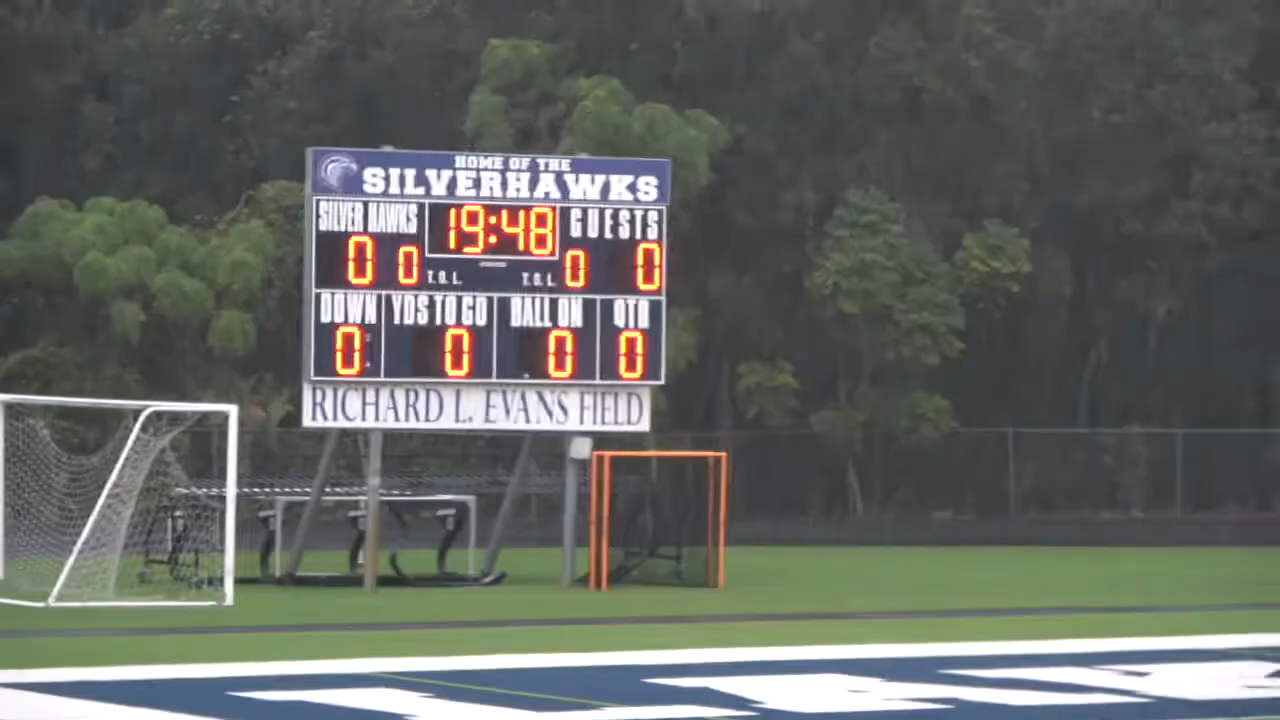 HOME OF THE
SILVERHAWKS
SILVER HAWKS 19:48 GUESTS
0 0 T.O.L. T.O.L. 0 0
DOWN YDS TO GO BALL ON QTR
0 0 0 0
RICHARD L. EVANS FIELD